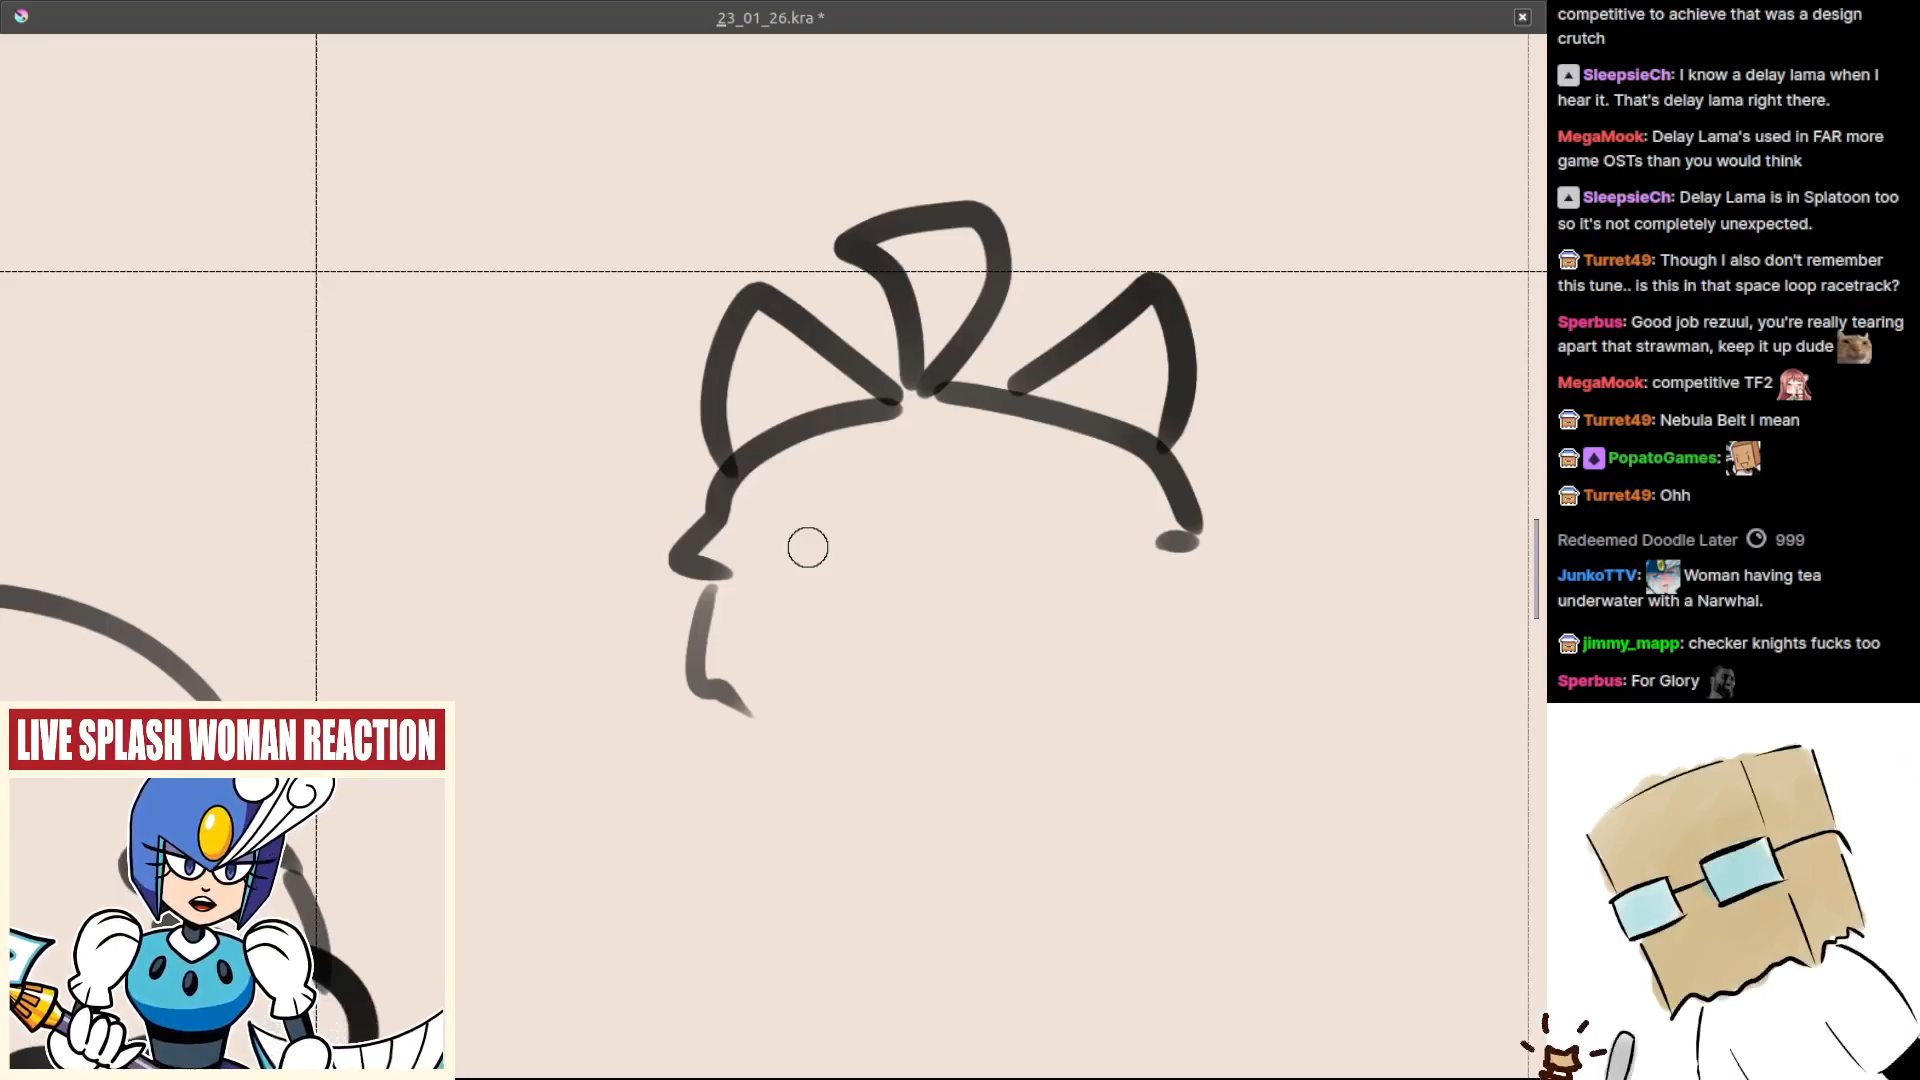 23_01_26.kra *
competitive to achieve that was a design
crutch
SleepsieCh: I know a delay lama when I
hear it. That's delay lama right there.
MegaMook: Delay Lama's used in FAR more
game OSTs than you would think
SleepsieCh: Delay Lama is in Splatoon too
so it's not completely unexpected.
Turret49: Though I also don't remember
this tune.. is this in that space loop racetrack?
Sperbus: Good job rezuul, you're really tearing
apart that strawman, keep it up dude
MegaMook: competitive TF2
Turret49: Nebula Belt I mean
PopatoGames:
Turret49: Ohh
Redeemed Doodle Later 999
JunkoTTV: Woman having tea
underwater with a Narwhal.
jimmy_mapp: checker knights fucks too
Sperbus: For Glory
LIVE SPLASH WOMAN REACTION